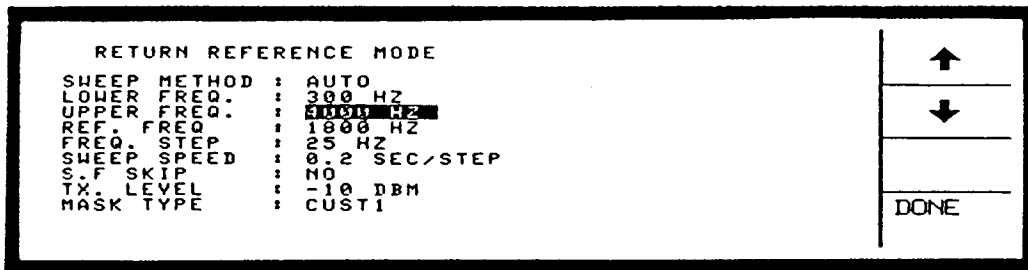 RETURN REFERENCE MODE
SWEEP METHOD : AUTO
LOWER FREQ. : 300 HZ
UPPER FREQ. : 4000 HZ
REF. FREQ : 1800 HZ
FREQ. STEP : 25 HZ
SWEEP SPEED : 0.2 SEC/STEP
S.F SKIP : NO
TX. LEVEL : -10 DBM
MASK TYPE : CUST1
DONE